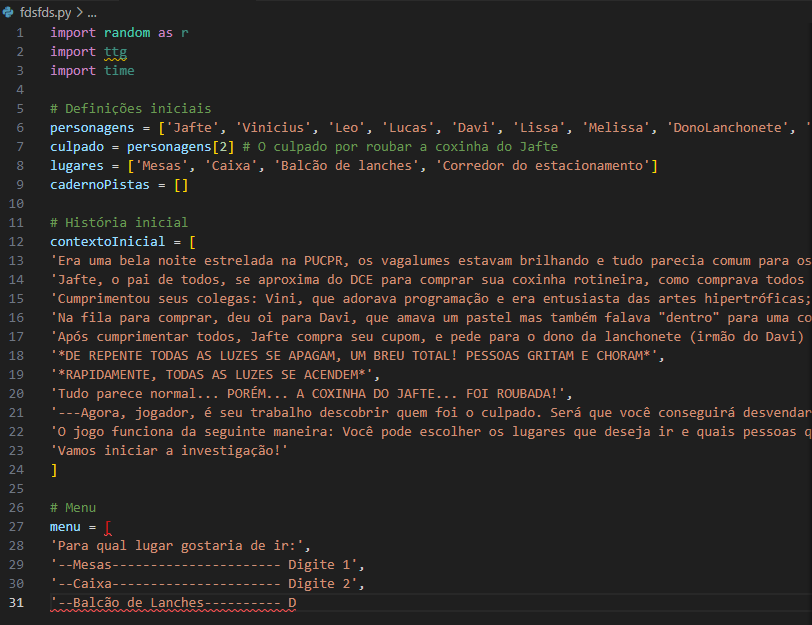 fdsfds.py > ...
1 import random as r
2 import ttg
3 import time
4
5 # Definições iniciais
6 personagens = ['Jafte', 'Vinicius', 'Leo', 'Lucas', 'Davi', 'Lissa', 'Melissa', 'DonoLanchonete', '
7 culpado = personagens[2] # O culpado por roubar a coxinha do Jafte
8 lugares = ['Mesas', 'Caixa', 'Balcão de lanches', 'Corredor do estacionamento']
9 cadernoPistas = []
10
11 # História inicial
12 contextoInicial = [
13 'Era uma bela noite estrelada na PUCPR, os vagalumes estavam brilhando e tudo parecia comum para os
14 'Jafte, o pai de todos, se aproxima do DCE para comprar sua coxinha rotineira, como comprava todos
15 'Cumprimentou seus colegas: Vini, que adorava programação e era entusiasta das artes hipertróficas;
16 'Na fila para comprar, deu oi para Davi, que amava um pastel mas também falava "dentro" para uma co
17 'Após cumprimentar todos, Jafte compra seu cupom, e pede para o dono da lanchonete (irmão do Davi)
18 '*DE REPENTE TODAS AS LUZES SE APAGAM, UM BREU TOTAL! PESSOAS GRITAM E CHORAM*',
19 '*RAPIDAMENTE, TODAS AS LUZES SE ACENDEM*',
20 'Tudo parece normal... PORÉM... A COXINHA DO JAFTE... FOI ROUBADA!',
21 '---Agora, jogador, é seu trabalho descobrir quem foi o culpado. Será que você conseguirá desvendar
22 'O jogo funciona da seguinte maneira: Você pode escolher os lugares que deseja ir e quais pessoas q
23 'Vamos iniciar a investigação!'
24 ]
25
26 # Menu
27 menu = [
28 'Para qual lugar gostaria de ir:',
29 '--Mesas---------------------- Digite 1',
30 '--Caixa---------------------- Digite 2',
31 '--Balcão de Lanches---------- D